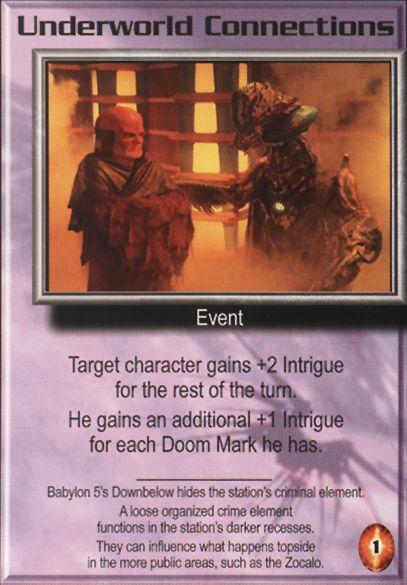 Underworld Connections
Event
Target character gains +2 Intrigue
for the rest of the turn.
He gains an additional +1 Intrigue
for each Doom Mark he has.
Babylon 5's Downbelow hides the station's criminal element.
A loose organized crime element
functions in the station's darker recesses.
They can influence what happens topside
in the more public areas, such as the Zocalo.
1